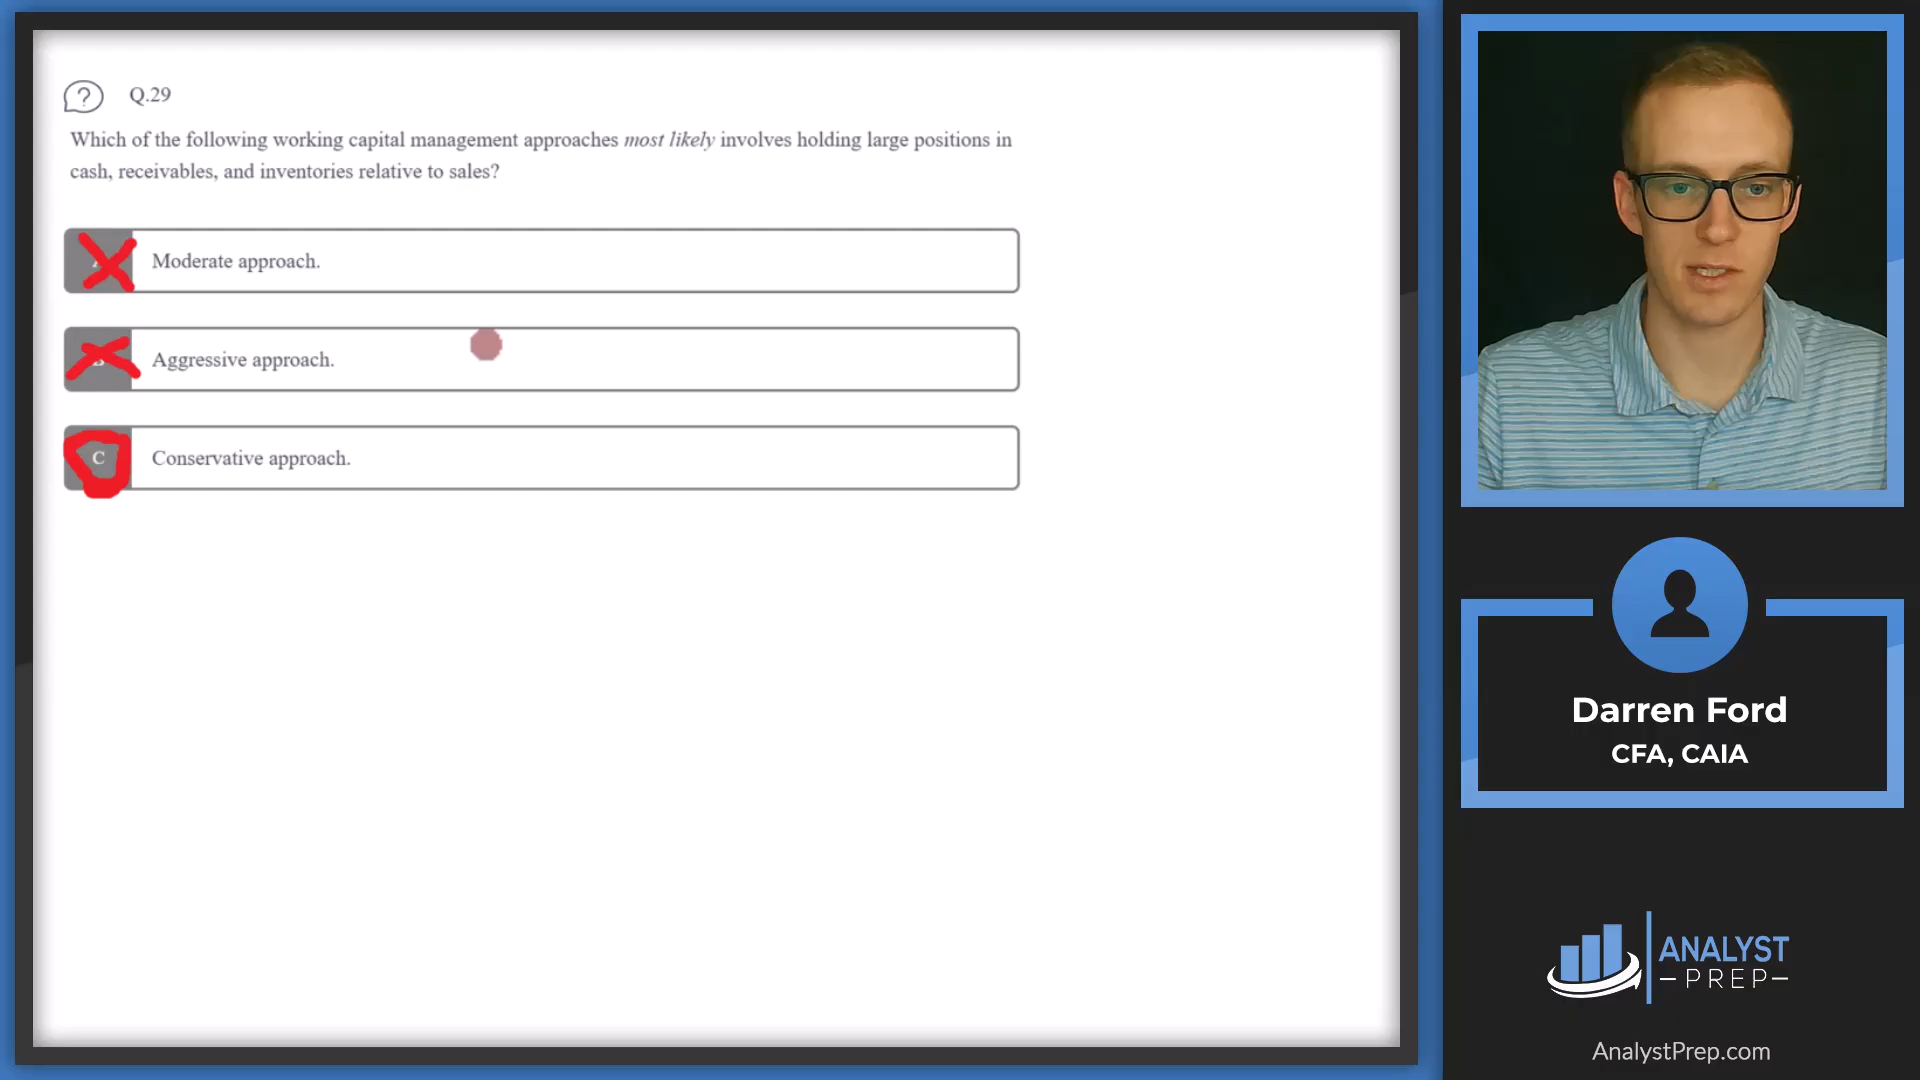 Q.29
Which of the following working capital management approaches most likely involves holding large positions in
cash, receivables, and inventories relative to sales?
Moderate approach.
Aggressive approach.
C
Conservative approach.
Darren Ford
CFA, CAIA
ANALYST
PREP
AnalystPrep.com